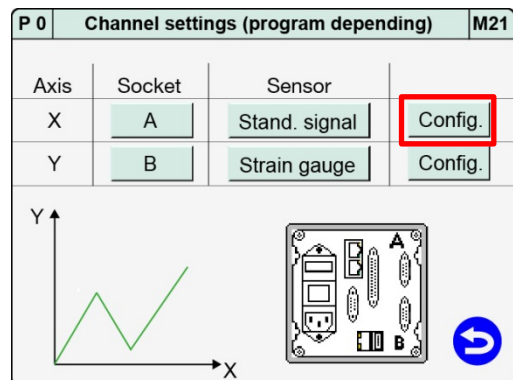 P 0 Channel settings (program depending) M21
Axis Socket Sensor
X A Stand. signal Config.
Y B Strain gauge Config.
Y
A
B
X